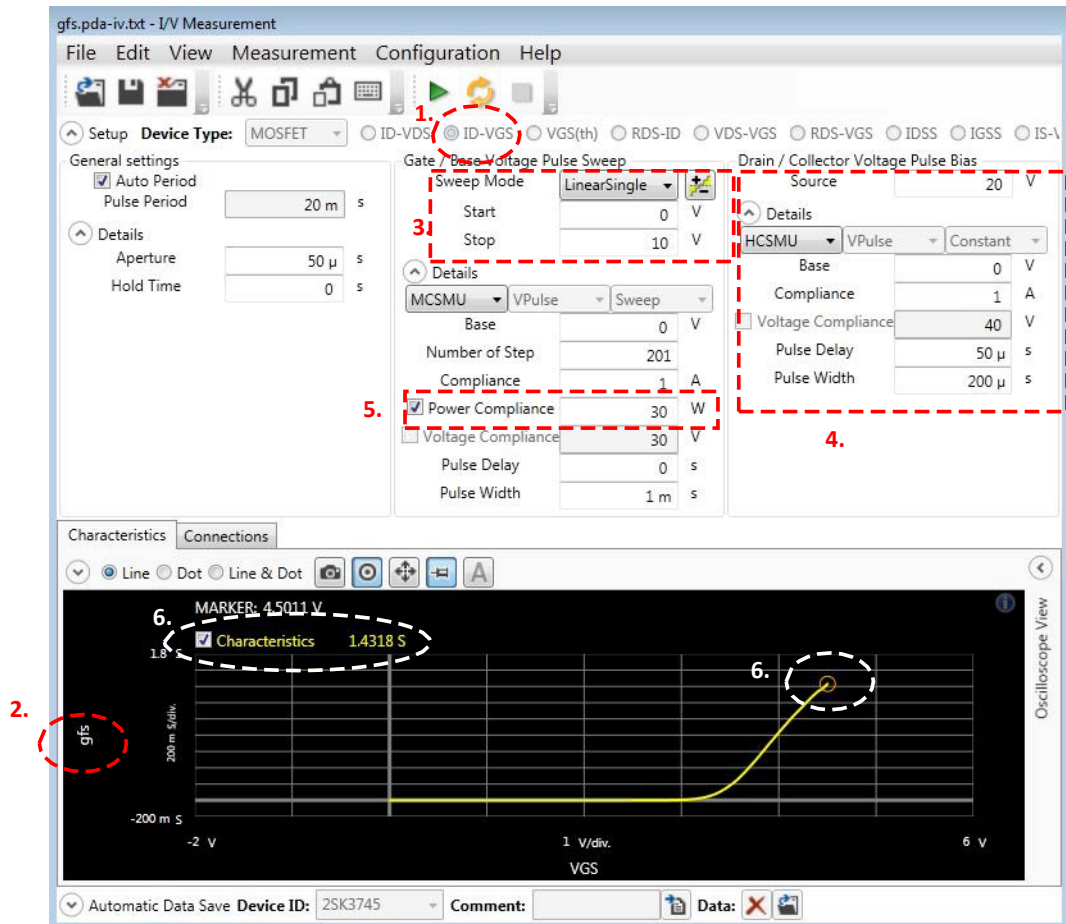 gfs.pda-iv.txt - I/V Measurement
File Edit View Measurement Configuration Help
1.
Setup Device Type: MOSFET ID-VDS ID-VGS VGS(th) RDS-ID VDS-VGS RDS-VGS IDSS IGSS IS-V
General settings
Auto Period
Pulse Period 20 m s
Details
Aperture 50 µ s
Hold Time 0 s
Gate / Base Voltage Pulse Sweep
Sweep Mode LinearSingle
3.
Start 0 V
Stop 10 V
Details
MCSMU VPulse Sweep
Base 0 V
Number of Step 201
Compliance 1 A
5.
Power Compliance 30 W
Voltage Compliance 30 V
Pulse Delay 0 s
Pulse Width 1 m s
Drain / Collector Voltage Pulse Bias
Source 20 V
Details
HCSMU VPulse Constant
Base 0 V
Compliance 1 A
Voltage Compliance 40 V
Pulse Delay 50 µ s
Pulse Width 200 µ s
4.
Characteristics Connections
Line Dot Line & Dot A
MARKER: 4.5011 V
6.
Characteristics 1.4318 S
1.8 S
6.
2.
gfs
200 m S/div.
-200 m S
-2 V 1 V/div. 6 V
VGS
Oscilloscope View
Automatic Data Save Device ID: 2SK3745 Comment: Data: